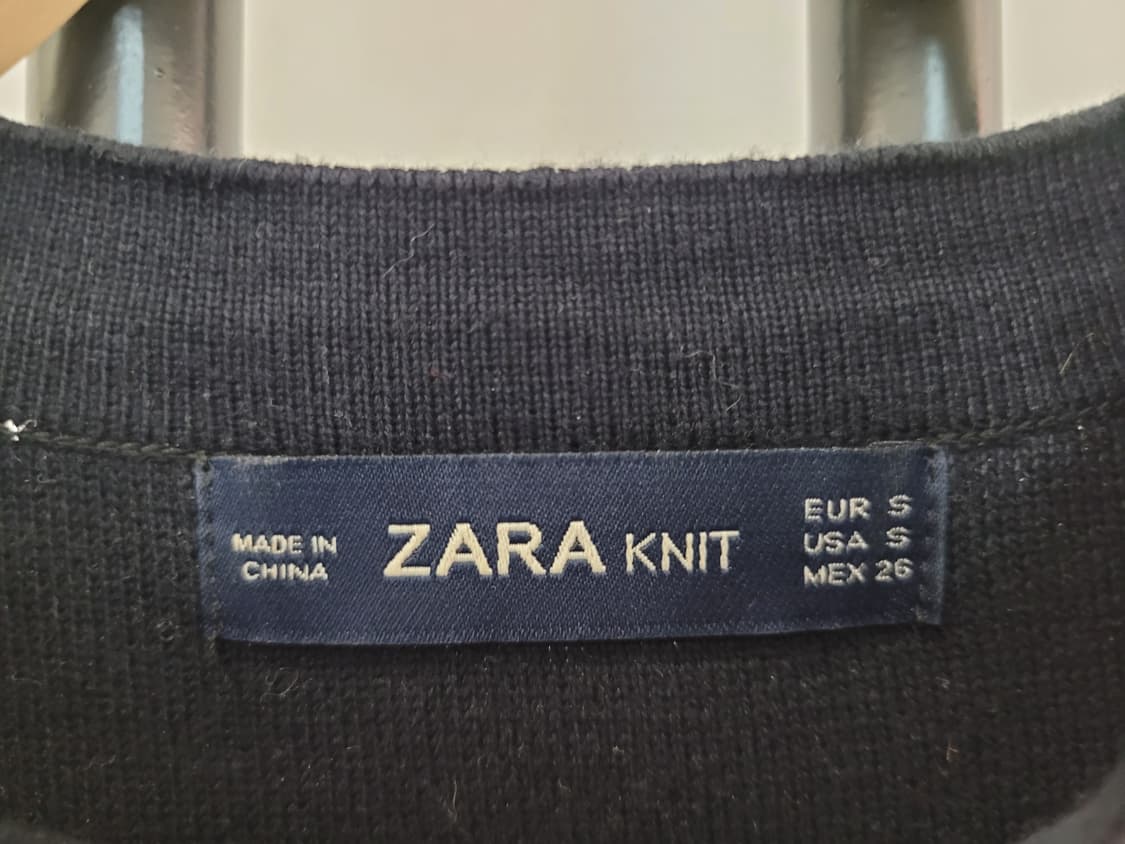 MADE IN
CHINA
ZARA KNIT
EUR S
USA S
MEX 26